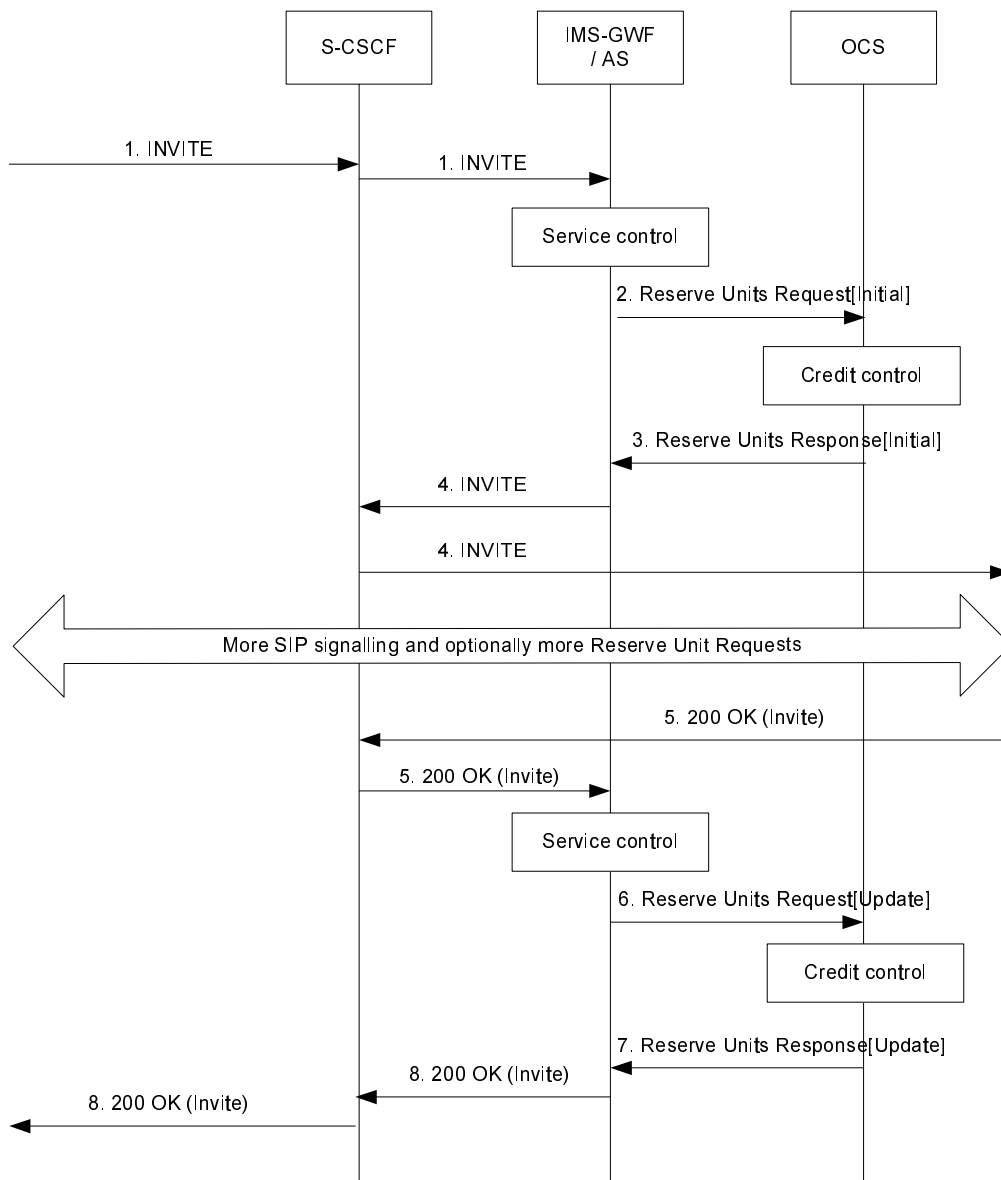 S-CSCF
IMS-GWF
/ AS
OCS
1. INVITE
1. INVITE
Service control
2. Reserve Units Request[Initial]
Credit control
3. Reserve Units Response[Initial]
4. INVITE
4. INVITE
More SIP signalling and optionally more Reserve Unit Requests
5. 200 OK (Invite)
5. 200 OK (Invite)
Service control
6. Reserve Units Request[Update]
Credit control
7. Reserve Units Response[Update]
8. 200 OK (Invite)
8. 200 OK (Invite)